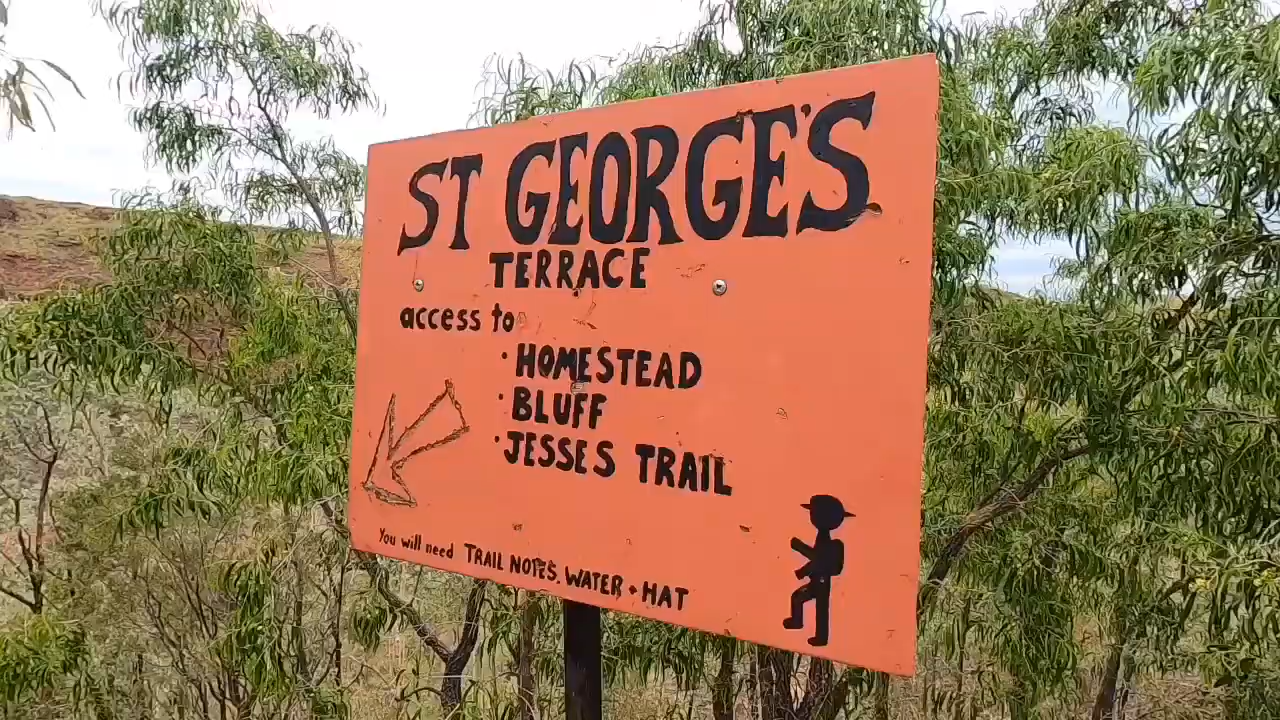 ST GEORGE'S
TERRACE
access to
· HOMESTEAD
· BLUFF
· JESSES TRAIL
You will need TRAIL NOTES, WATER + HAT